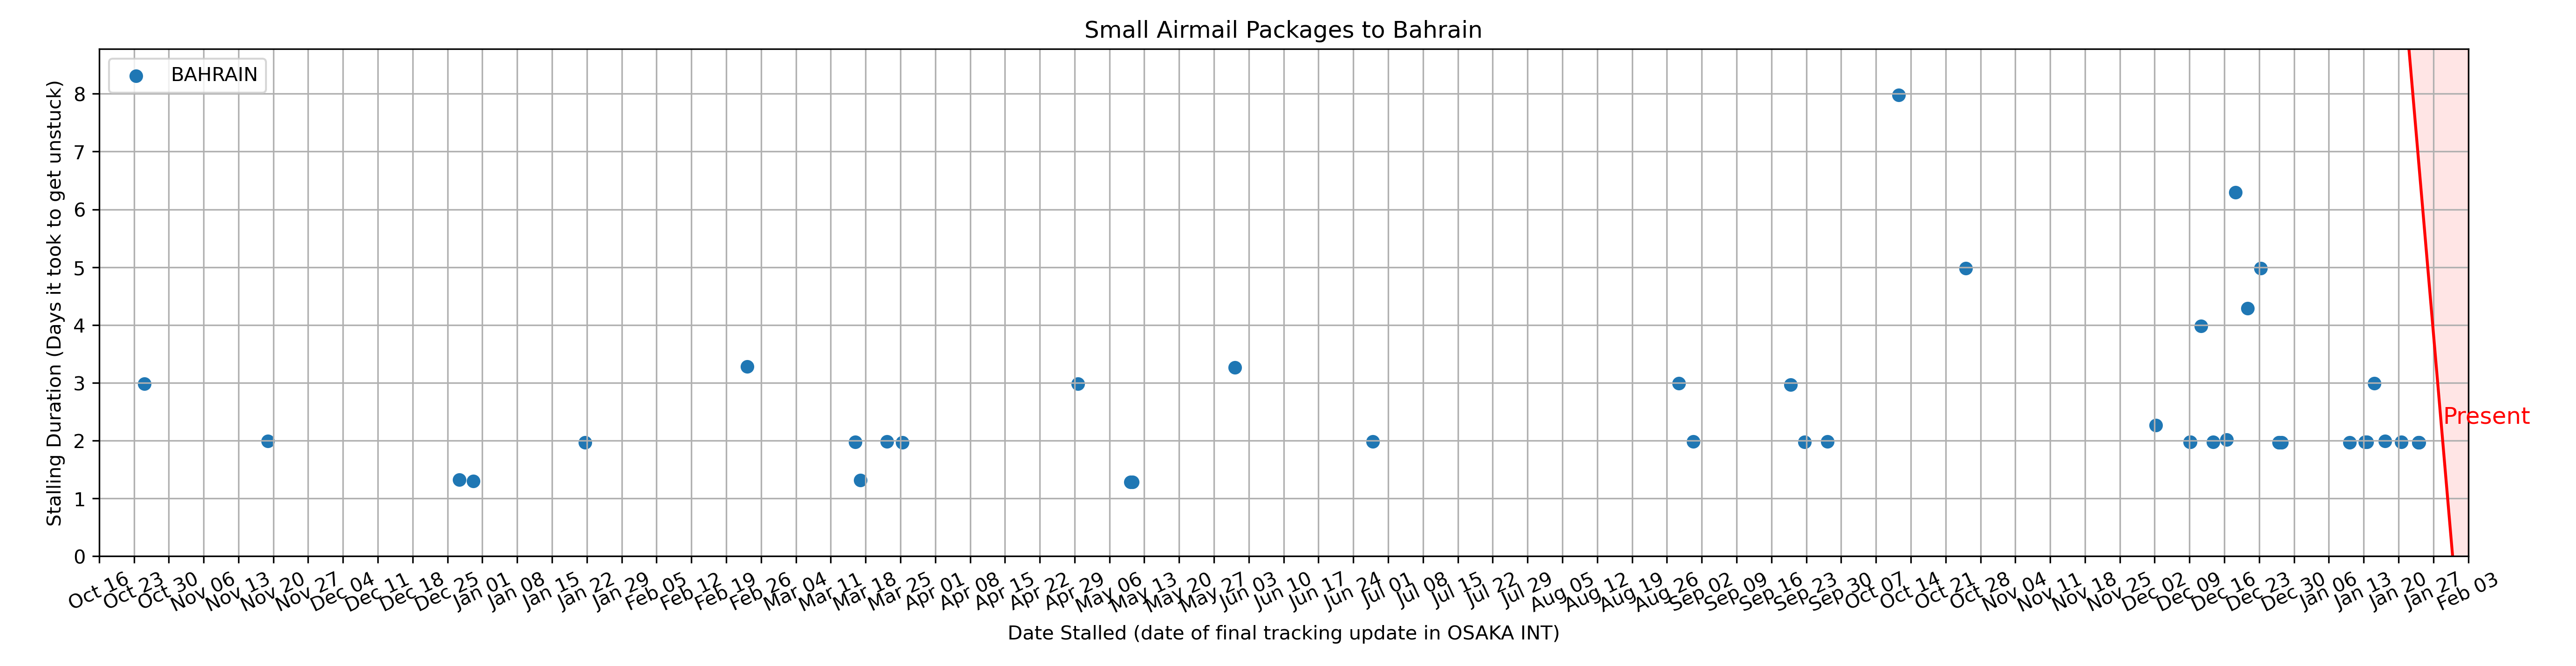 Small Airmail Packages to Bahrain
BAHRAIN
Stalling Duration (Days it took to get unstuck)
8
7
6
5
4
3
2
1
0
Present
Oct 16
Oct 23
Oct 30
Nov 06
Nov 13
Nov 20
Nov 27
Dec 04
Dec 11
Dec 18
Dec 25
Jan 01
Jan 08
Jan 15
Jan 22
Jan 29
Feb 05
Feb 12
Feb 19
Feb 26
Mar 04
Mar 11
Mar 18
Mar 25
Apr 01
Apr 08
Apr 15
Apr 22
Apr 29
May 06
May 13
May 20
May 27
Jun 03
Jun 10
Jun 17
Jun 24
Jul 01
Jul 08
Jul 15
Jul 22
Jul 29
Aug 05
Aug 12
Aug 19
Aug 26
Sep 02
Sep 09
Sep 16
Sep 23
Sep 30
Oct 07
Oct 14
Oct 21
Oct 28
Nov 04
Nov 11
Nov 18
Nov 25
Dec 02
Dec 09
Dec 16
Dec 23
Dec 30
Jan 06
Jan 13
Jan 20
Jan 27
Feb 03
Date Stalled (date of final tracking update in OSAKA INT)